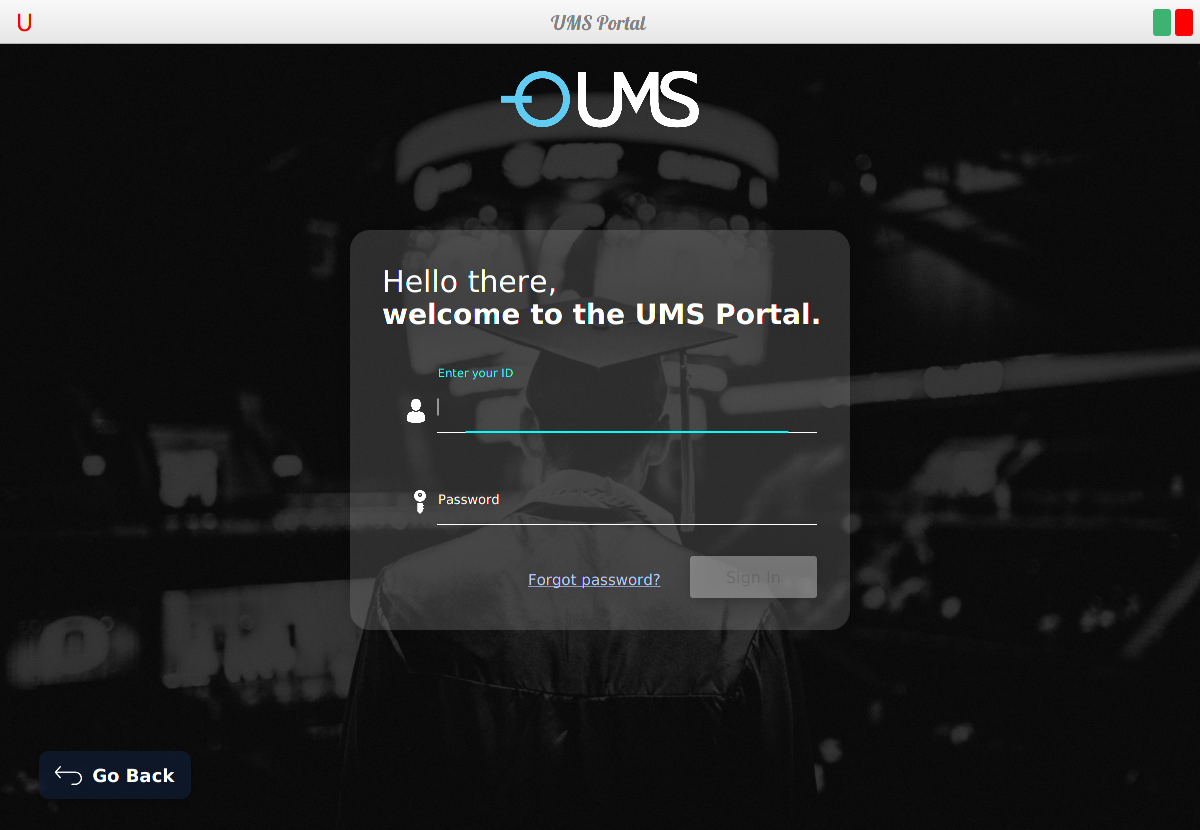 U
UMS Portal
UMS
Hello there,
welcome to the UMS Portal.
Enter your ID
Password
Forgot password?
Sign In
Go Back